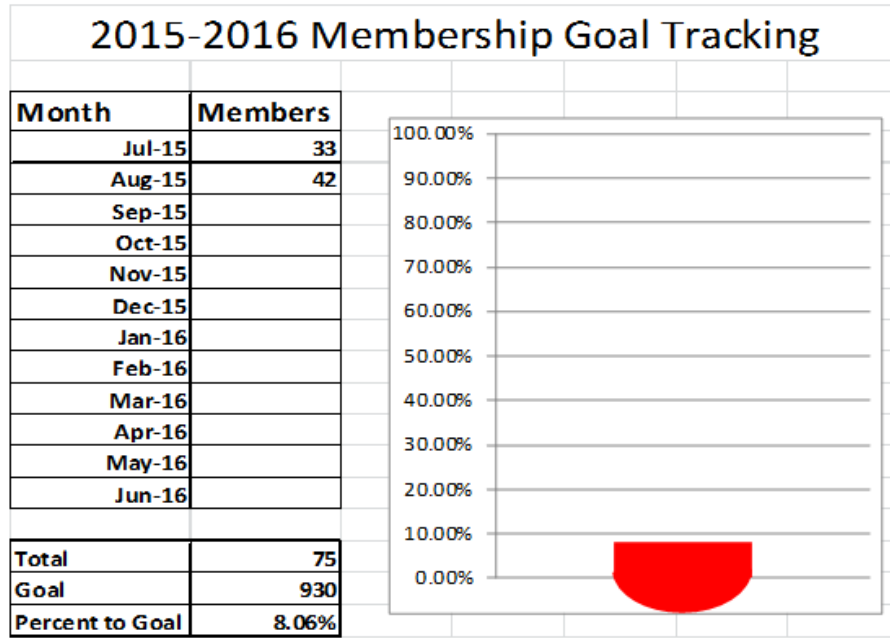 2015-2016 Membership Goal Tracking
Month Members
Jul-15 33
Aug-15 42
Sep-15
Oct-15
Nov-15
Dec-15
Jan-16
Feb-16
Mar-16
Apr-16
May-16
Jun-16
Total 75
Goal 930
Percent to Goal 8.06%
100.00%
90.00%
80.00%
70.00%
60.00%
50.00%
40.00%
30.00%
20.00%
10.00%
0.00%